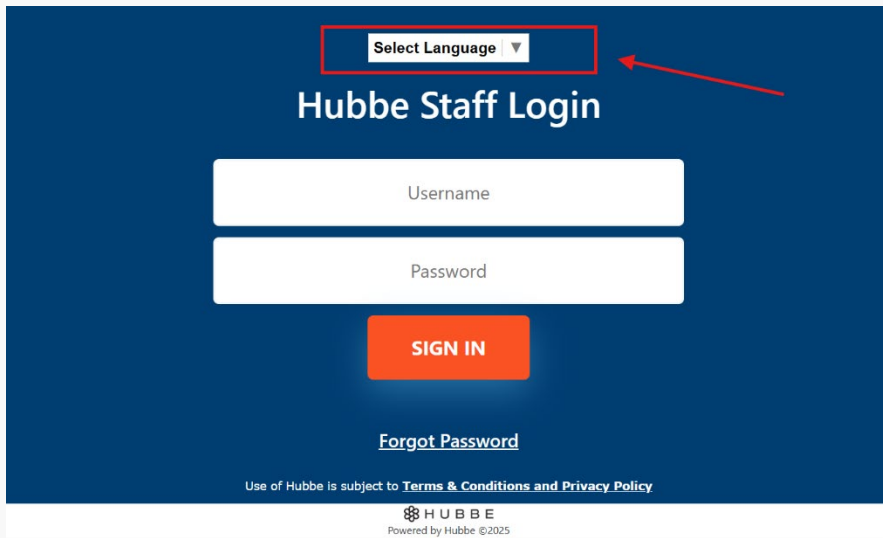 Select Language ▼
Hubbe Staff Login
Username
Password
SIGN IN
Forgot Password
Use of Hubbe is subject to Terms & Conditions and Privacy Policy
HUBBE
Powered by Hubbe ©2025